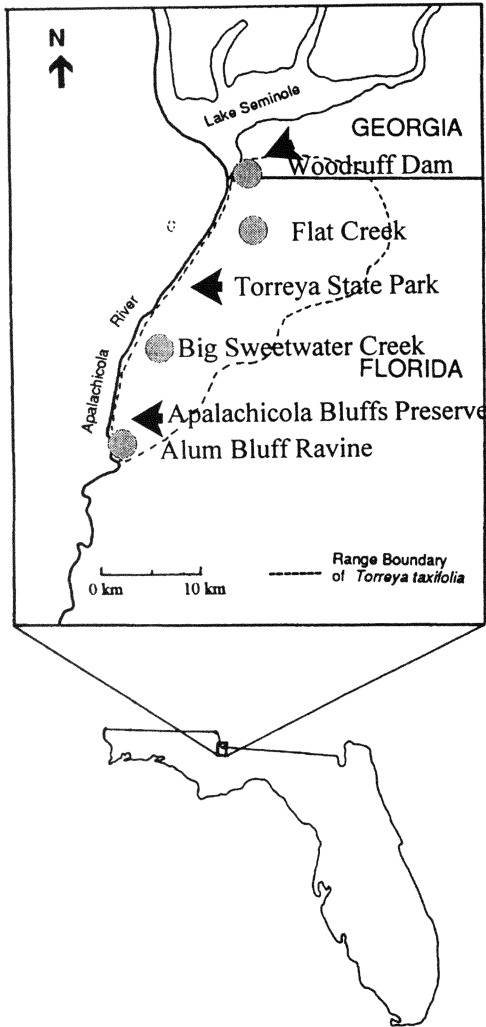 N
Lake Seminole
GEORGIA
Woodruff Dam
Flat Creek
Torreya State Park
Apalachicola River
Big Sweetwater Creek
FLORIDA
Apalachicola Bluffs Preserve
Alum Bluff Ravine
Range Boundary
of Torreya taxifolia
0 km 10 km